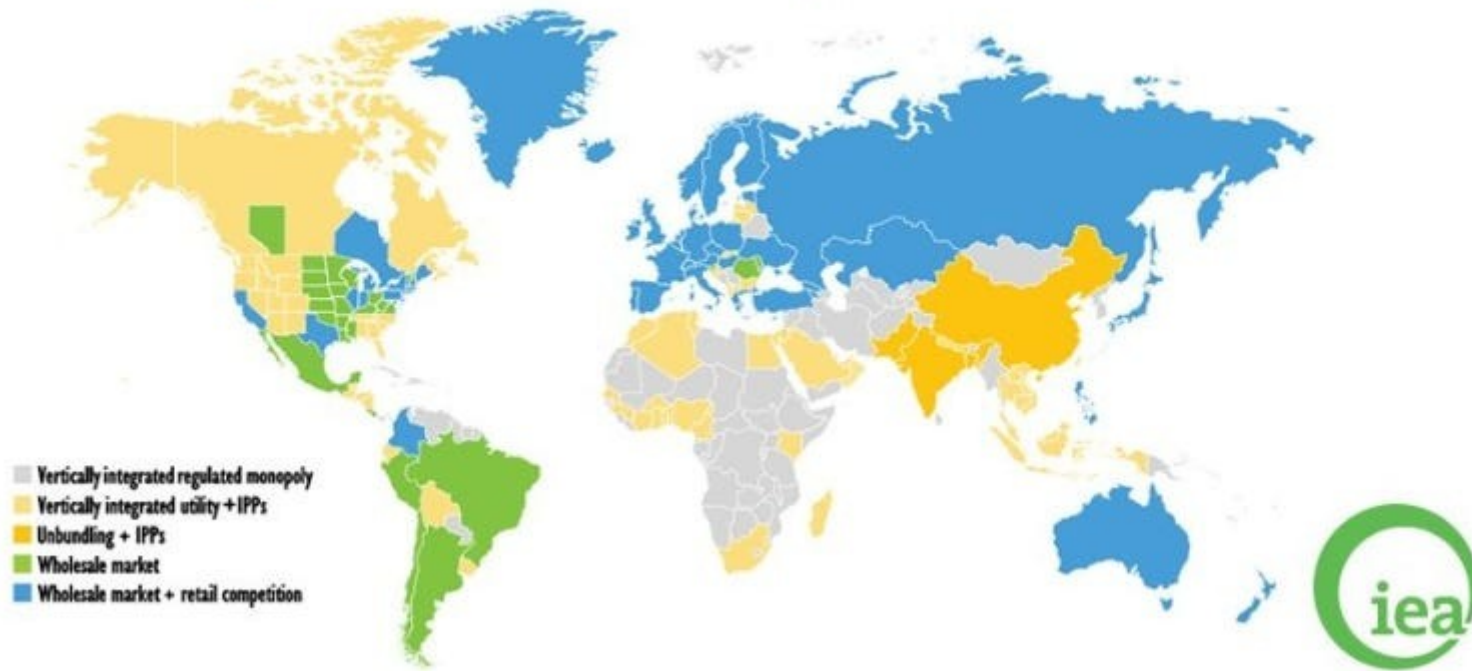 Vertically integrated regulated monopoly
Vertically integrated utility +IPPs
Unbundling + IPPs
Wholesale market
Wholesale market + retail competition
iea